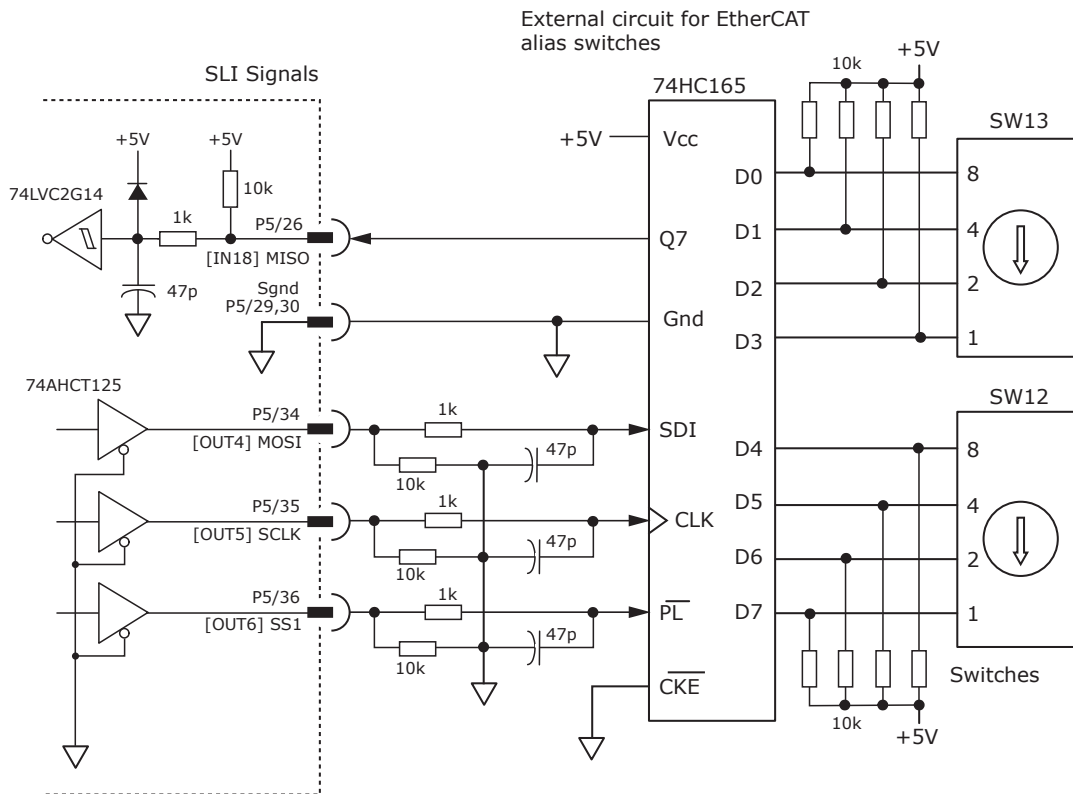 External circuit for EtherCAT
alias switches
SLI Signals
74HC165
+5V
10k
SW13
+5V
+5V
+5V
Vcc
74LVC2G14
10k
1k
P5/26
[IN18] MISO
47p
Q7
D0
D1
D2
D3
8
4
2
1
Sgnd
P5/29,30
Gnd
74AHCT125
P5/34
[OUT4] MOSI
1k
10k
47p
SDI
P5/35
[OUT5] SCLK
1k
10k
47p
CLK
P5/36
[OUT6] SS1
1k
10k
47p
PL
CKE
D4
D5
D6
D7
SW12
8
4
2
1
Switches
10k
+5V